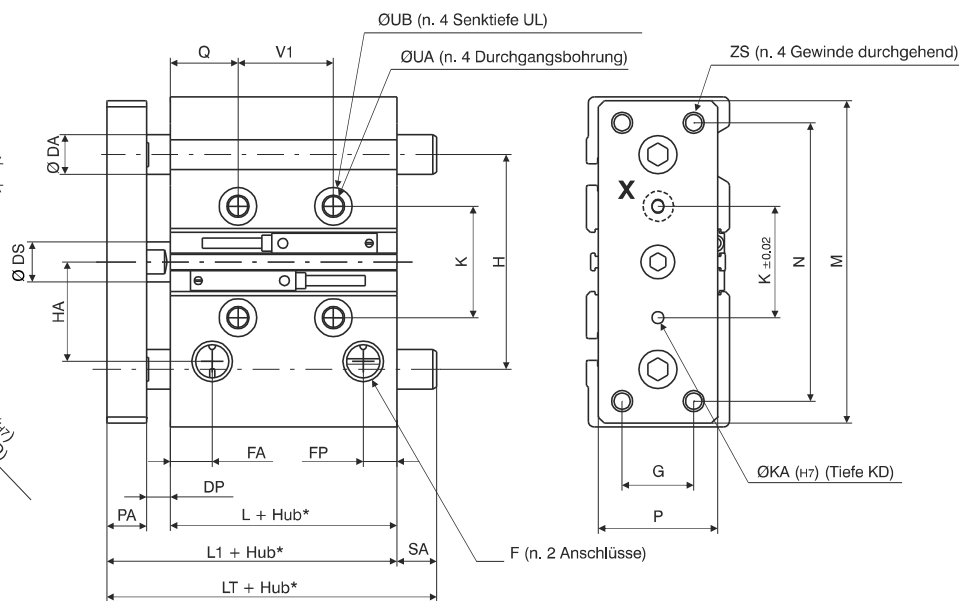 ØUB (n. 4 Senktiefe UL)
Q
V1
ØUA (n. 4 Durchgangsbohrung)
ZS (n. 4 Gewinde durchgehend)
Ø DA
X
Ø DS
HA
K
H
K ±0,02
N
M
FA
FP
DP
G
ØKA (H7) (Tiefe KD)
PA
L + Hub*
P
L1 + Hub*
SA
F (n. 2 Anschlüsse)
LT + Hub*